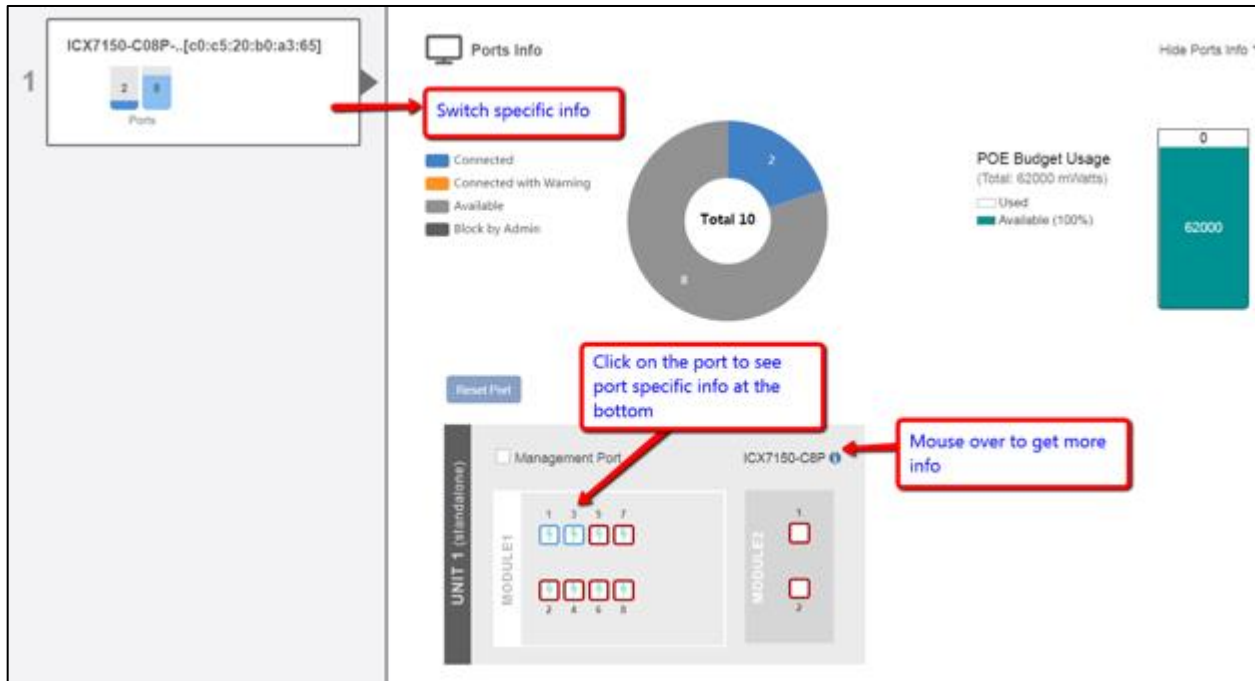 1
ICX7150-C08P-..[c0:c5:20:b0:a3:65]
2 8
Ports
Ports Info
Hide Ports Info
Switch specific info
Connected
Connected with Warning
Available
Block by Admin
2
Total 10
8
POE Budget Usage
(Total: 62000 mWatts)
Used
Available (100%)
0
62000
Click on the port to see
port specific info at the
bottom
Reset Port
Mouse over to get more
info
UNIT 1 (standalone)
Management Port
ICX7150-C8P
MODULE1
1 3 5 7
2 4 6 8
MODULE2
1
2